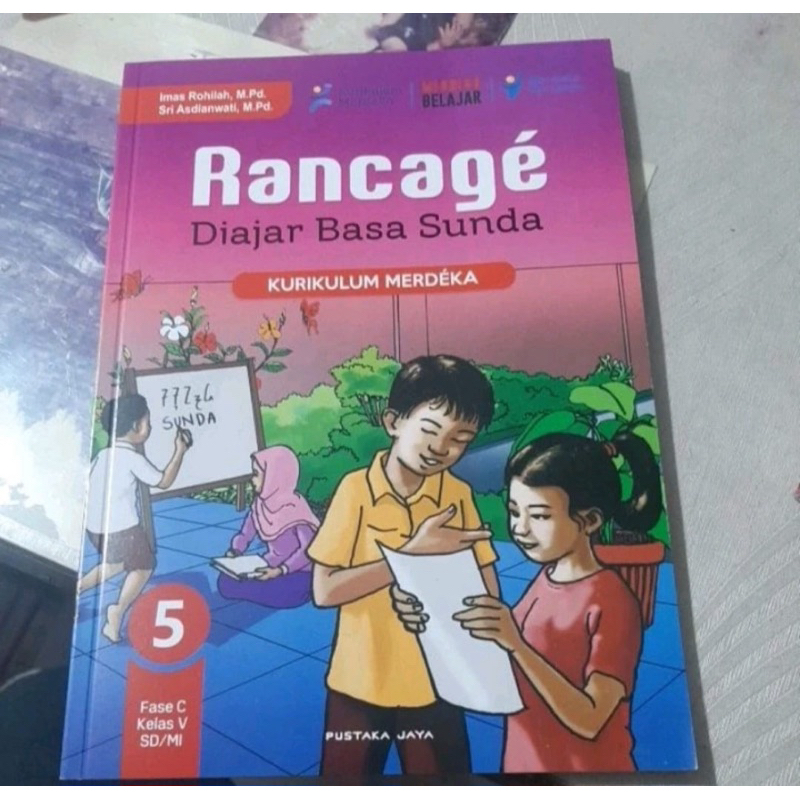 Imas Rohilah, M.Pd.
Sri Asdianwati, M.Pd.
MERDEKA
BELAJAR
Rancagé
Diajar Basa Sunda
KURIKULUM MERDÉKA
SUNDA
5
Fase C
Kelas V
SD/MI
PUSTAKA JAYA